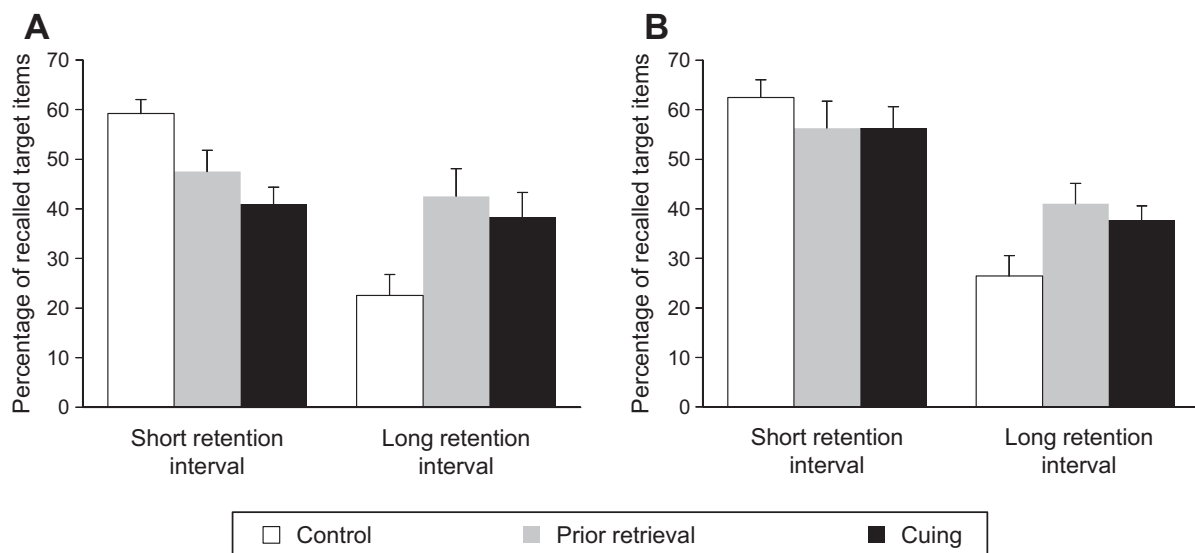 A
Percentage of recalled target items
70
60
50
40
30
20
10
0
Short retention
interval
Long retention
interval
B
Percentage of recalled target items
70
60
50
40
30
20
10
0
Short retention
interval
Long retention
interval
Control
Prior retrieval
Cuing